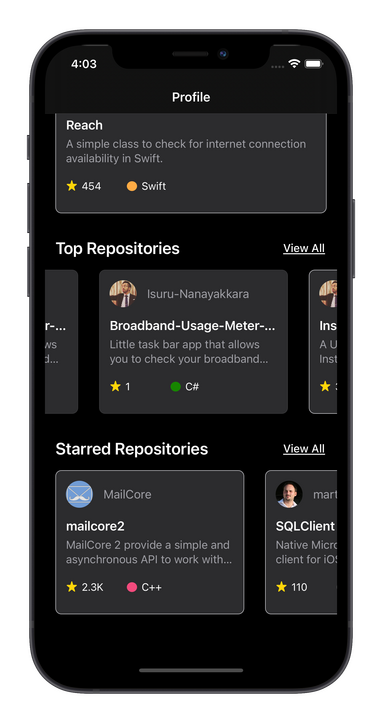 4:03
Profile
Reach
A simple class to check for internet connection
availability in Swift.
454 Swift
Top Repositories View All
Isuru-Nanayakkara
r-... Broadband-Usage-Meter-... Ins
ws Little task bar app that allows A U
d... you to check your broadband... Inst
1 C#
Starred Repositories View All
MailCore mart
mailcore2 SQLClient
MailCore 2 provide a simple and Native Micro
asynchronous API to work with... client for iOS
2.3K C++ 110